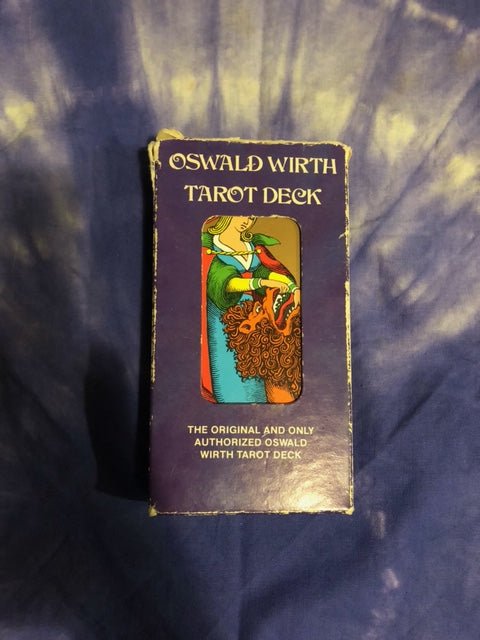 OSWALD WIRTH
TAROT DECK
THE ORIGINAL AND ONLY
AUTHORIZED OSWALD
WIRTH TAROT DECK